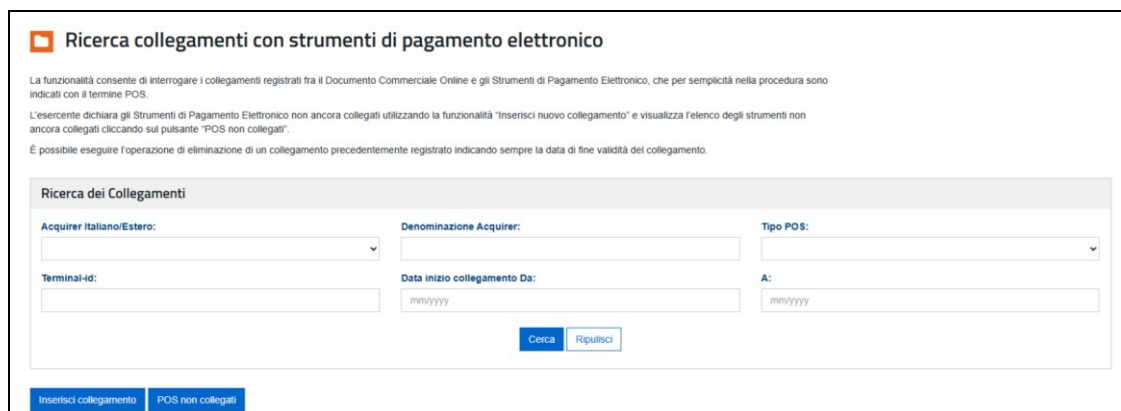 Ricerca collegamenti con strumenti di pagamento elettronico
La funzionalità consente di interrogare i collegamenti registrati fra il Documento Commerciale Online e gli Strumenti di Pagamento Elettronico, che per semplicità nella procedura sono
indicati con il termine POS.
L'esercente dichiara gli Strumenti di Pagamento Elettronico non ancora collegati utilizzando la funzionalità "Inserisci nuovo collegamento" e visualizza l'elenco degli strumenti non
ancora collegati cliccando sul pulsante "POS non collegati".
È possibile eseguire l'operazione di eliminazione di un collegamento precedentemente registrato indicando sempre la data di fine validità del collegamento.
Ricerca dei Collegamenti
Acquirer Italiano/Estero: Denominazione Acquirer: Tipo POS:
Terminal-id: Data inizio collegamento Da: A:
mm/yyyy mm/yyyy
Cerca Ripulisci
Inserisci collegamento POS non collegati